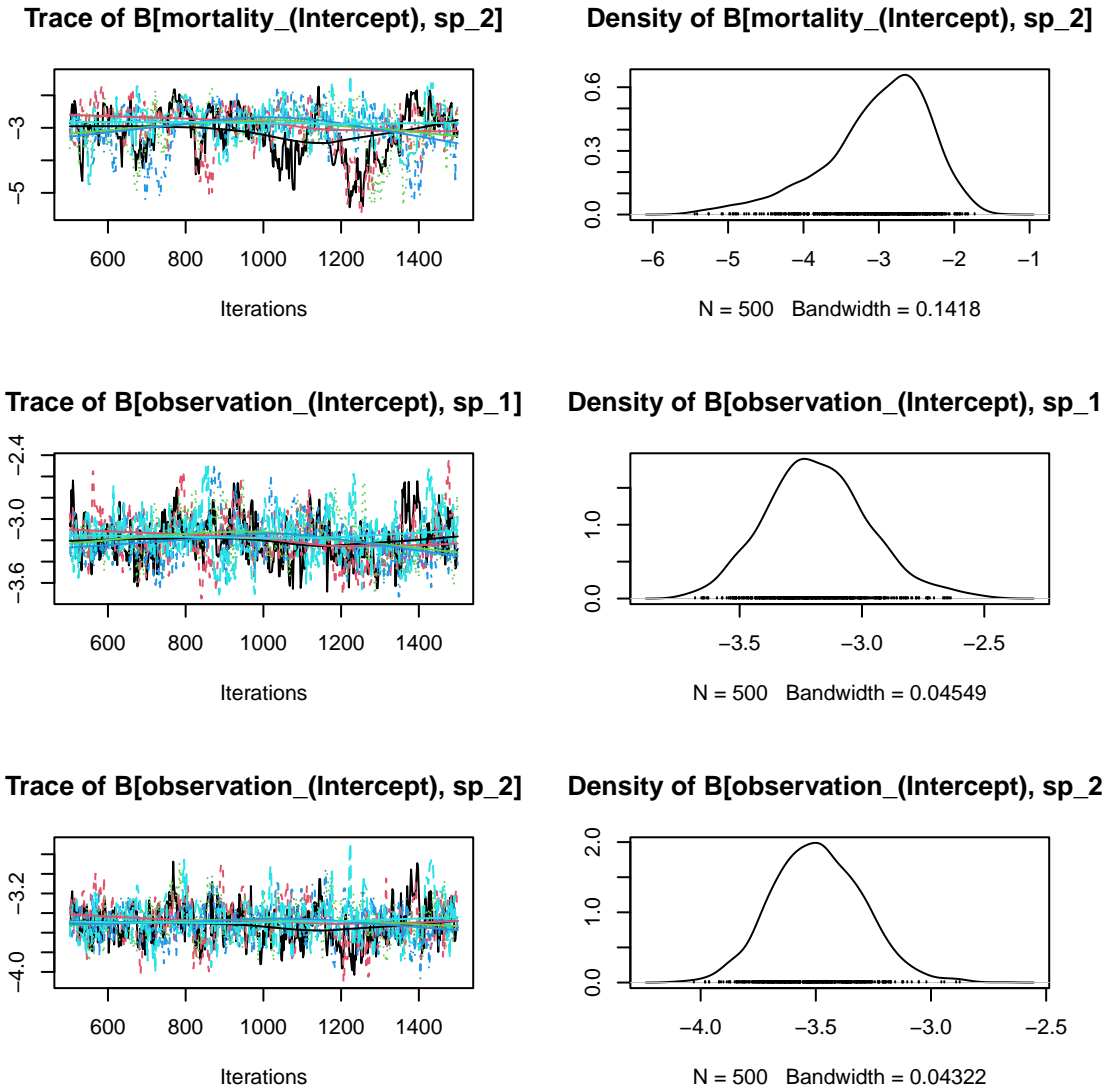 Trace of B[mortality_(Intercept), sp_2]
−5 −3
600 800 1000 1200 1400
Iterations
Density of B[mortality_(Intercept), sp_2]
0.0 0.3 0.6
−6 −5 −4 −3 −2 −1
N = 500 Bandwidth = 0.1418
Trace of B[observation_(Intercept), sp_1]
−3.6 −3.0 −2.4
600 800 1000 1200 1400
Iterations
Density of B[observation_(Intercept), sp_1
0.0 1.0
−3.5 −3.0 −2.5
N = 500 Bandwidth = 0.04549
Trace of B[observation_(Intercept), sp_2]
−4.0 −3.2
600 800 1000 1200 1400
Iterations
Density of B[observation_(Intercept), sp_2
0.0 1.0 2.0
−4.0 −3.5 −3.0 −2.5
N = 500 Bandwidth = 0.04322